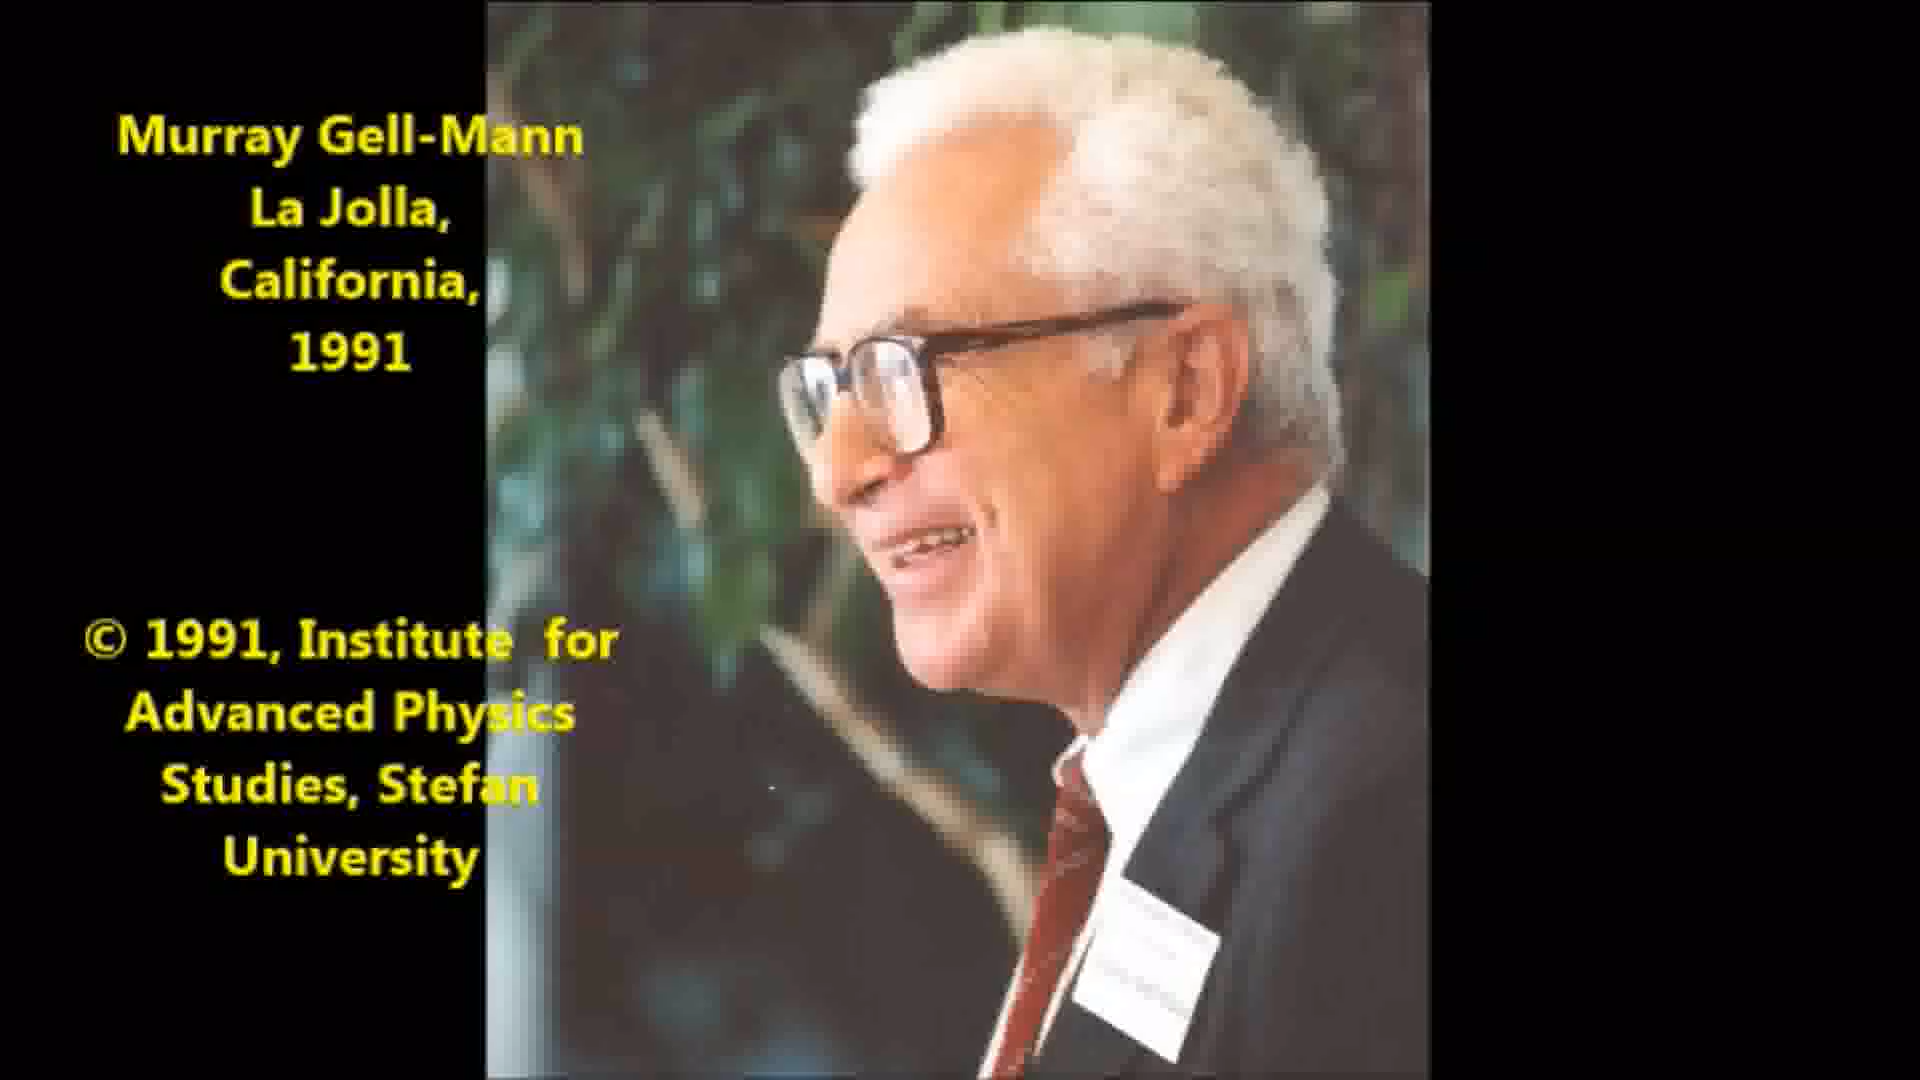 Murray Gell-Mann
La Jolla,
California,
1991
© 1991, Institute for
Advanced Physics
Studies, Stefan
University